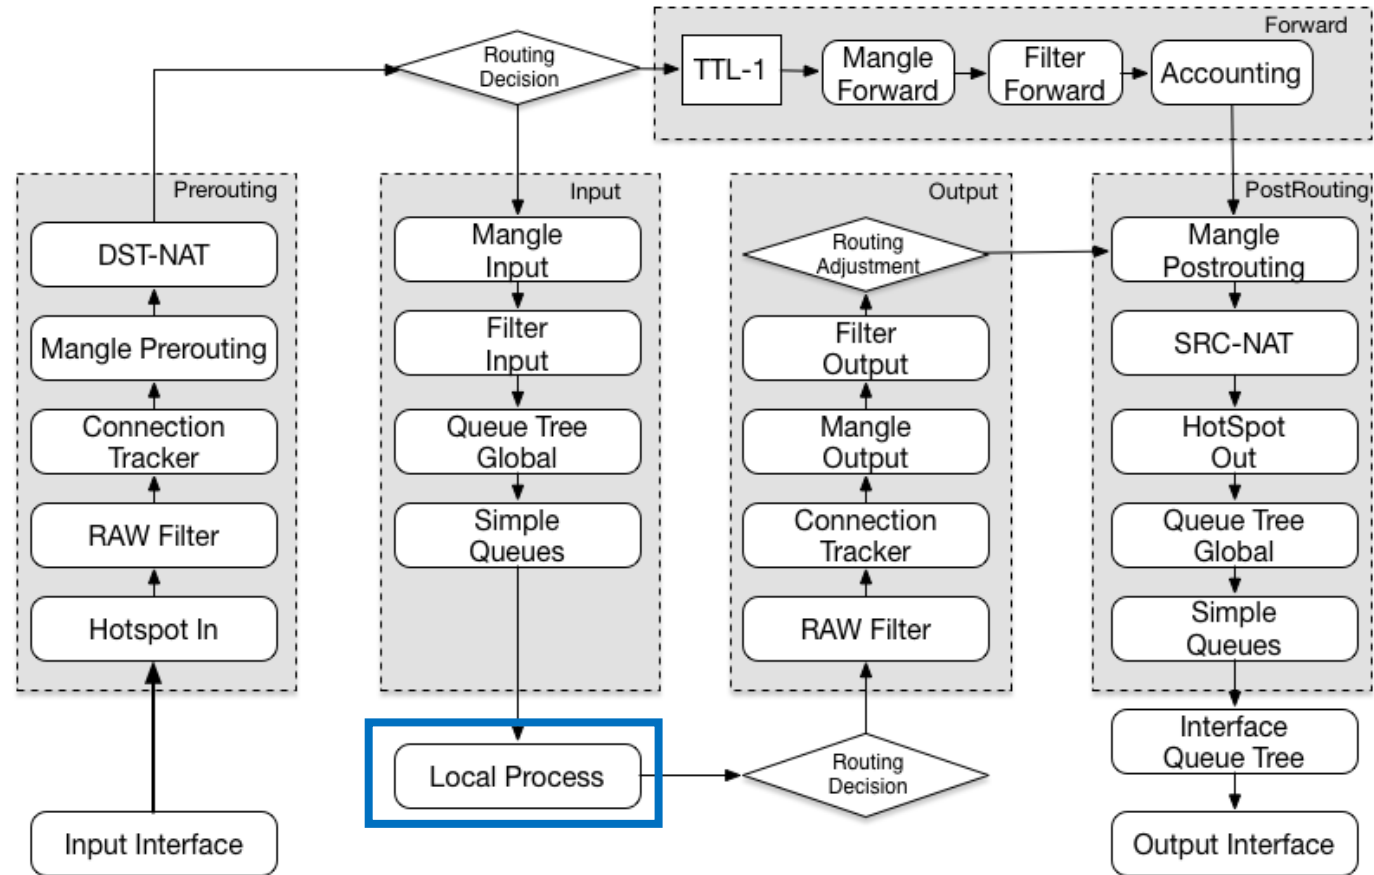 Forward
Routing
Decision
TTL-1
Mangle
Forward
Filter
Forward
Accounting
Prerouting
DST-NAT
Mangle Prerouting
Connection
Tracker
RAW Filter
Hotspot In
Input Interface
Input
Mangle
Input
Filter
Input
Queue Tree
Global
Simple
Queues
Local Process
Output
Routing
Adjustment
Filter
Output
Mangle
Output
Connection
Tracker
RAW Filter
Routing
Decision
PostRouting
Mangle
Postrouting
SRC-NAT
HotSpot
Out
Queue Tree
Global
Simple
Queues
Interface
Queue Tree
Output Interface